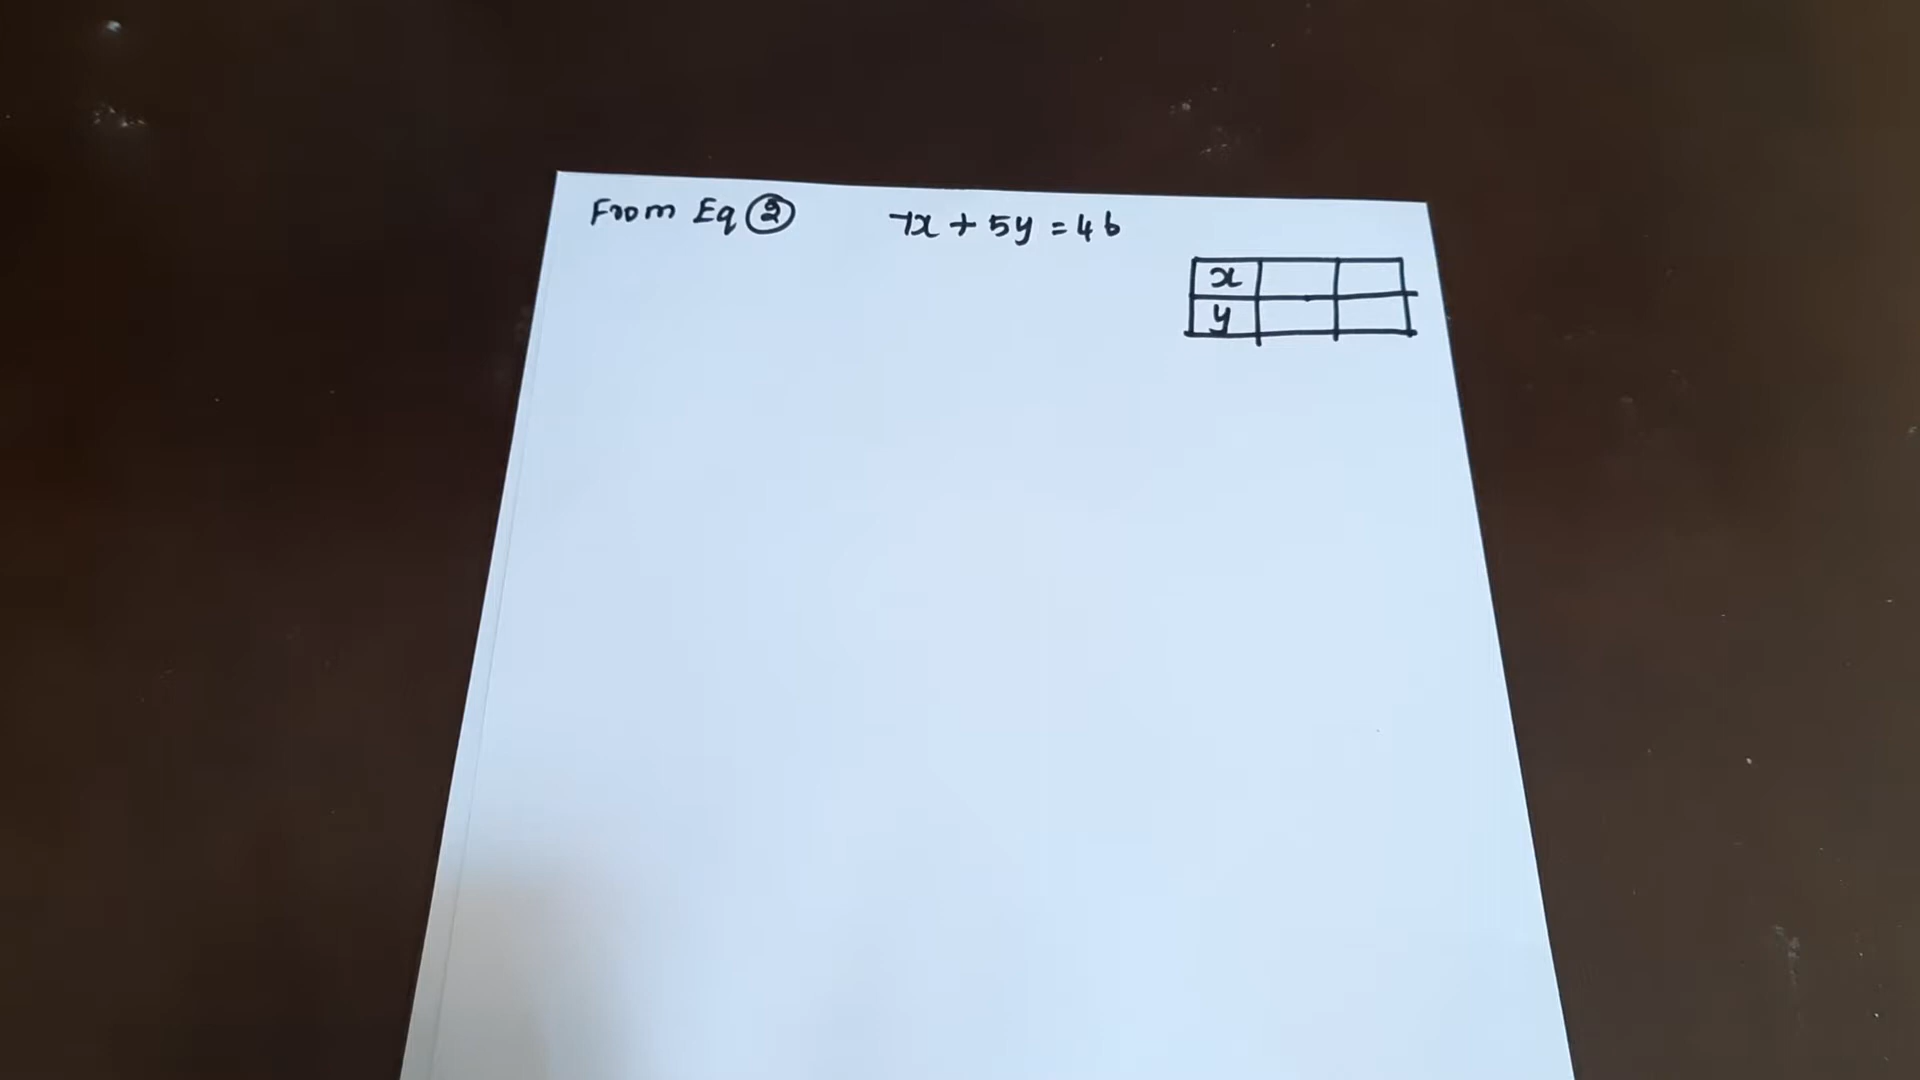 From Eq ② 7x + 5y = 46
x
y